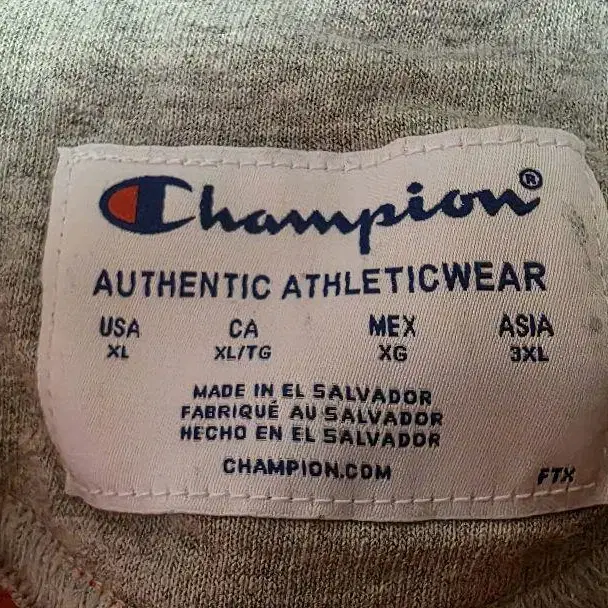 Champion®
AUTHENTIC ATHLETICWEAR
USA CA MEX ASIA
XL XL/TG XG 3XL
MADE IN EL SALVADOR
FABRIQUÉ AU SALVADOR
HECHO EN EL SALVADOR
CHAMPION.COM
FTX